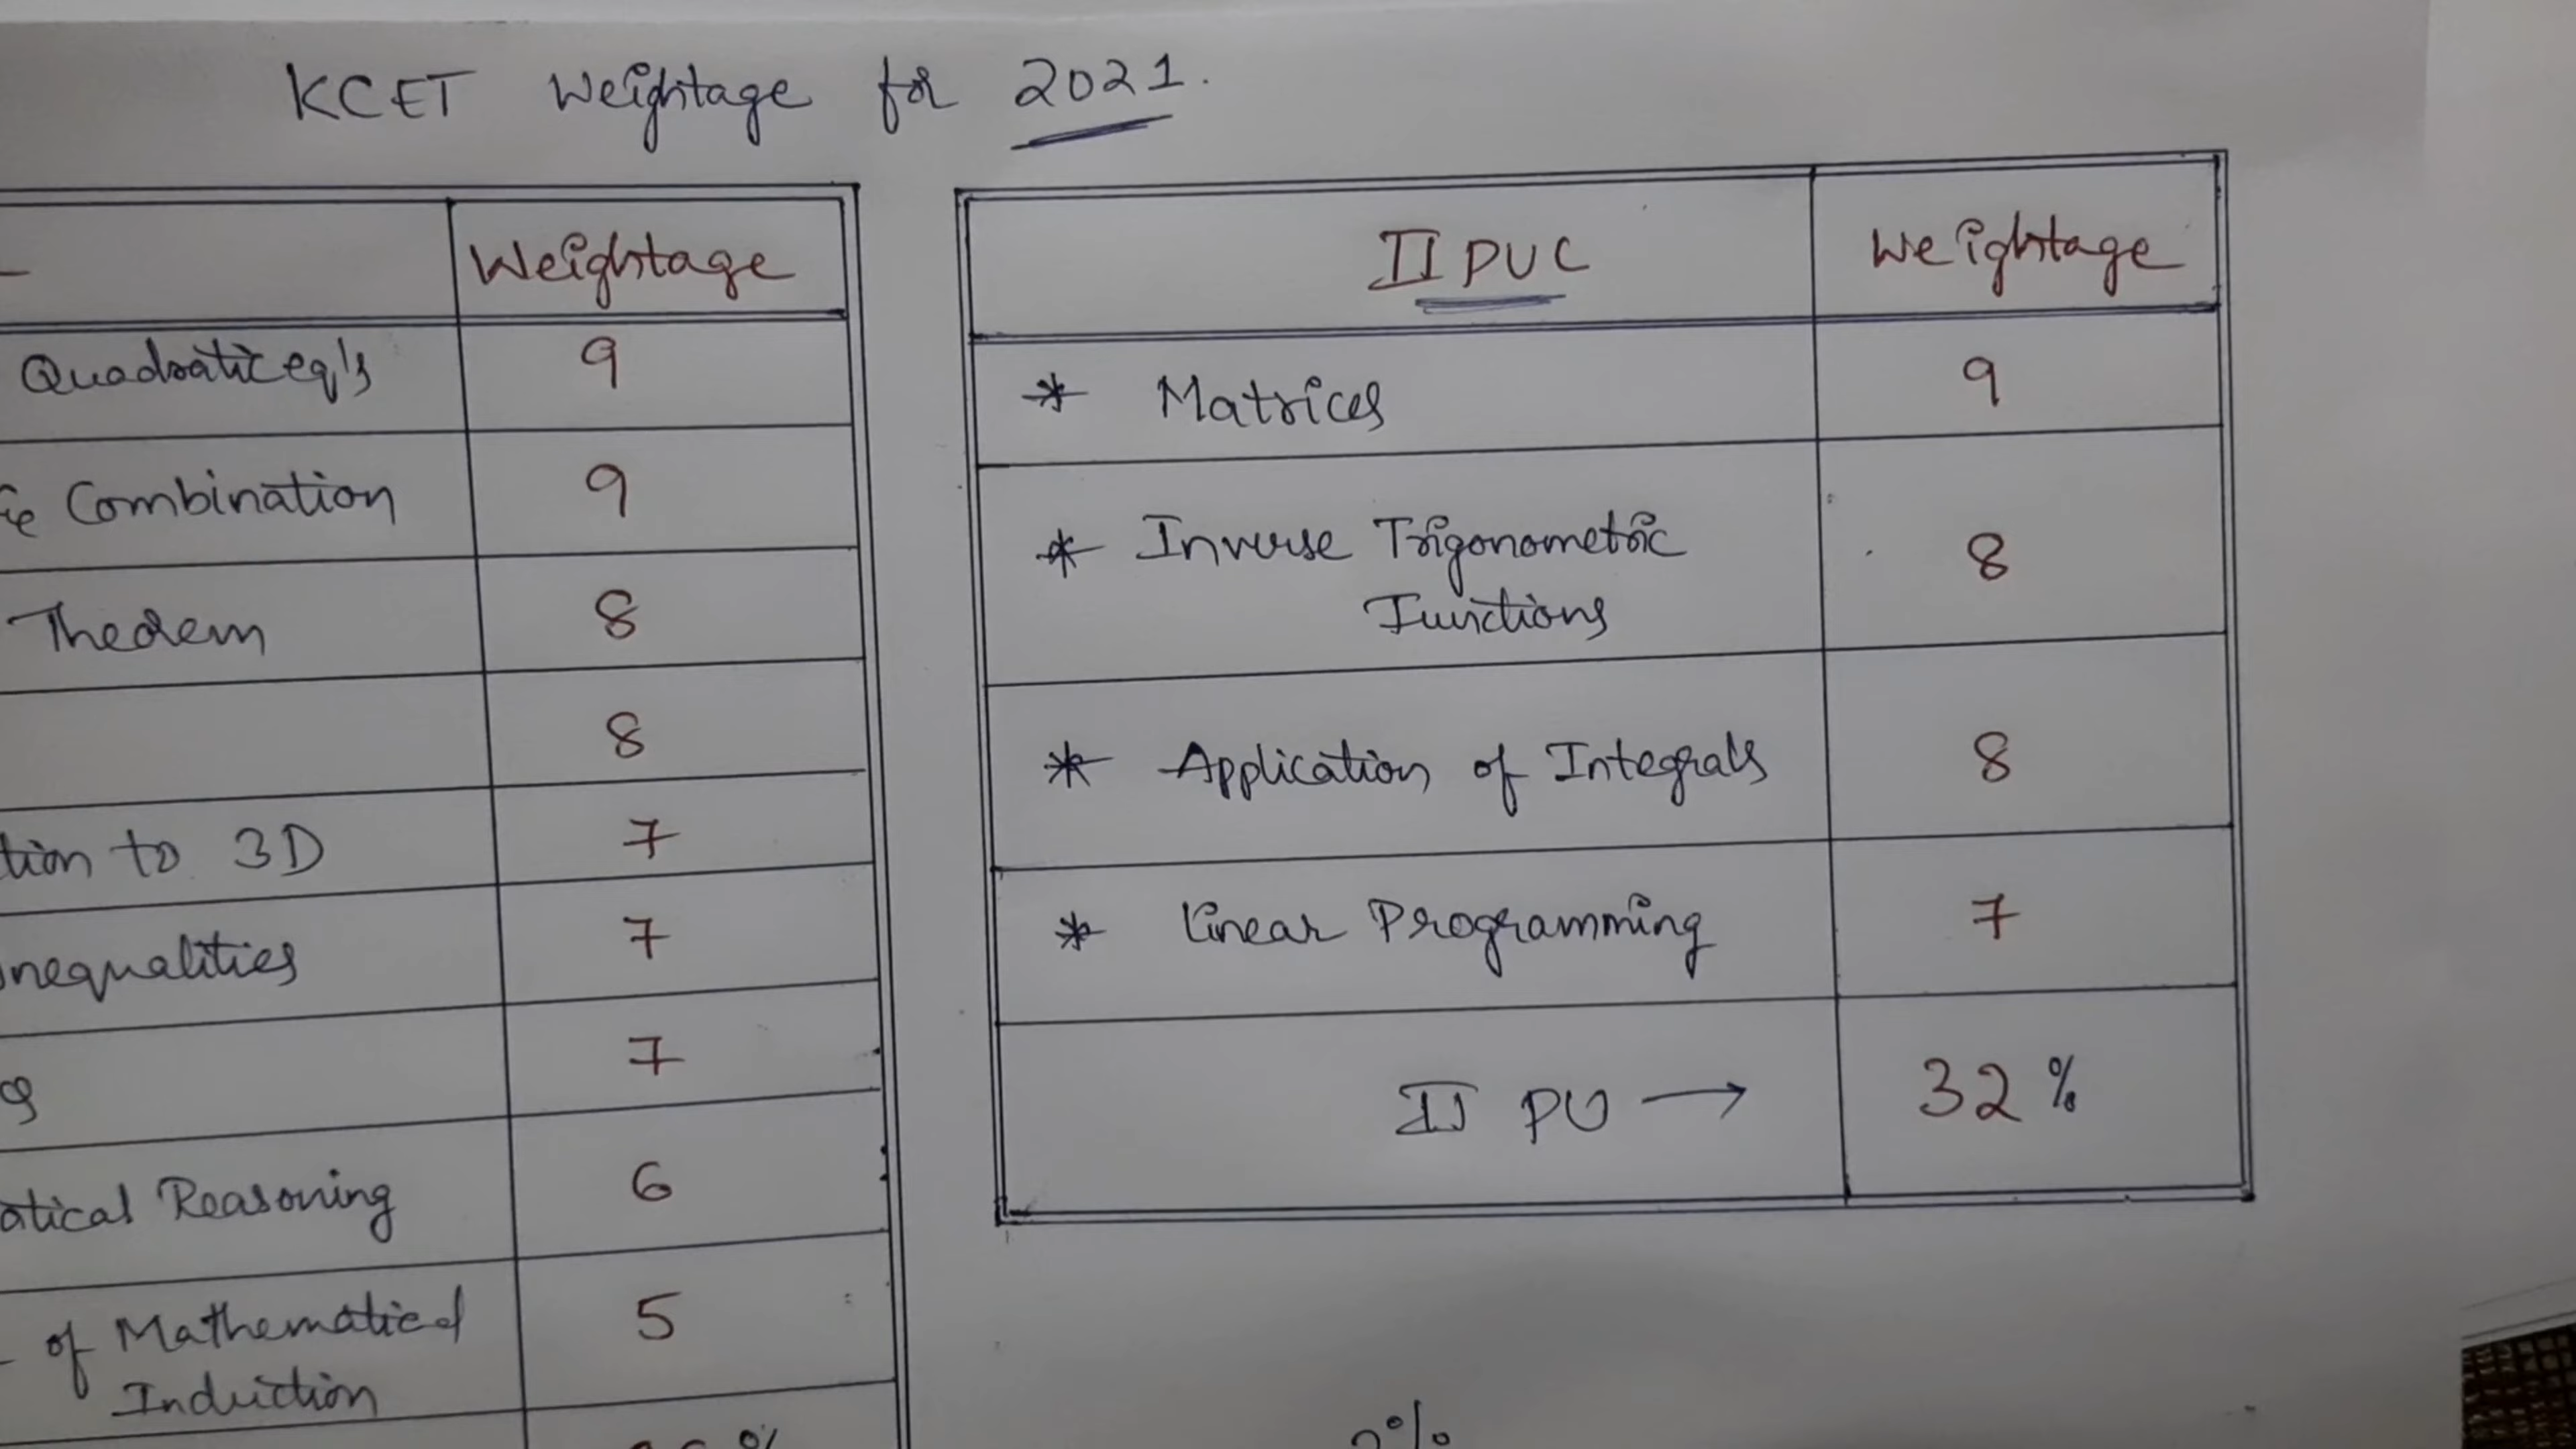 KCET Weightage for 2021.
Weightage
Quadratic eq's 9
Combination 9
Theorem 8
8
tion to 3D 7
nequalities 7
7
atical Reasoning 6
of Mathematical 5
Induction
%
II PUC Weightage
* Matrices 9
* Inverse Trigonometric 8
Functions
* Application of Integrals 8
* Linear Programming 7
II PU → 32 %
%